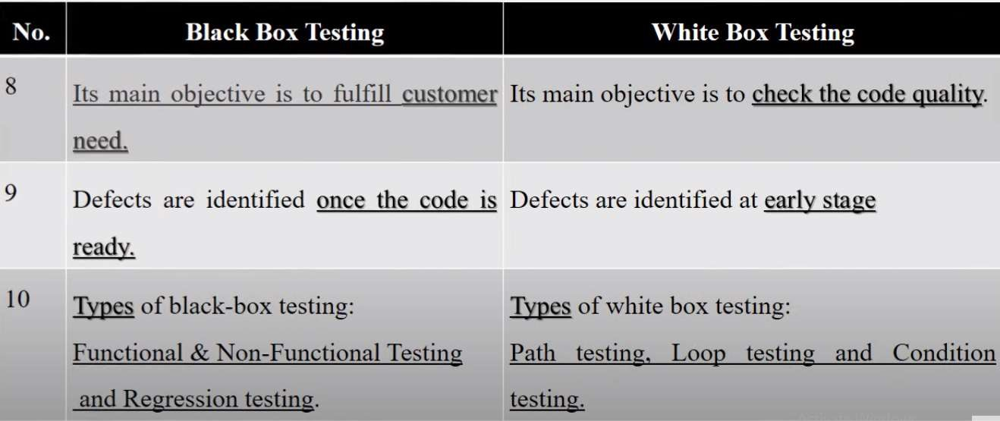 No. Black Box Testing White Box Testing
8 Its main objective is to fulfill customer Its main objective is to check the code quality.
need.
9 Defects are identified once the code is Defects are identified at early stage
ready.
10 Types of black-box testing: Types of white box testing:
Functional & Non-Functional Testing Path testing, Loop testing and Condition
and Regression testing. testing.